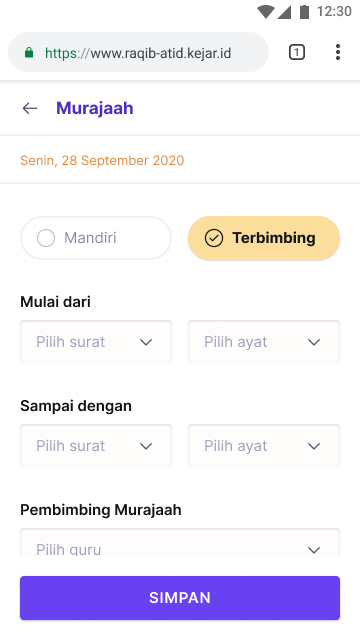 12:30
https://www.raqib-atid.kejar.id
1
Murajaah
Senin, 28 September 2020
Mandiri
Terbimbing
Mulai dari
Pilih surat
Pilih ayat
Sampai dengan
Pilih surat
Pilih ayat
Pembimbing Murajaah
Pilih guru
SIMPAN